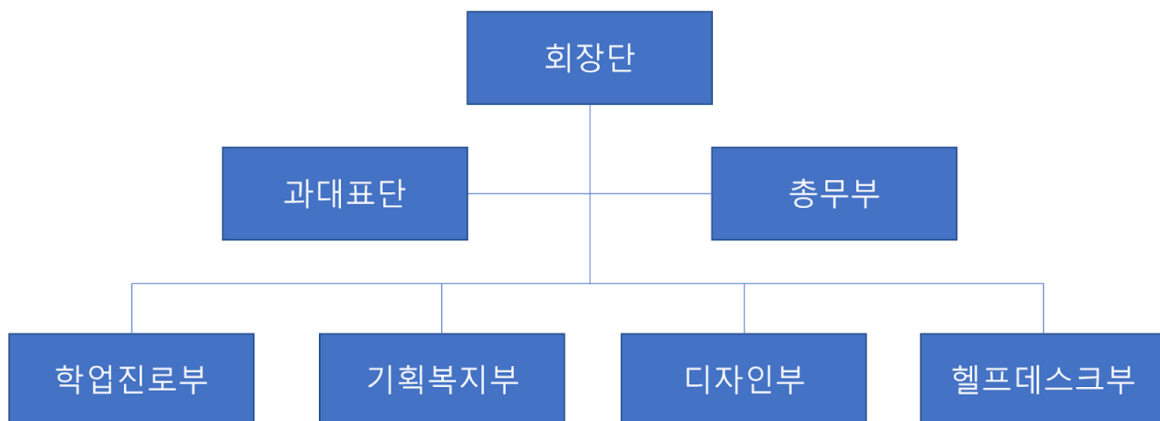 회장단
과대표단
총무부
학업진로부
기획복지부
디자인부
헬프데스크부